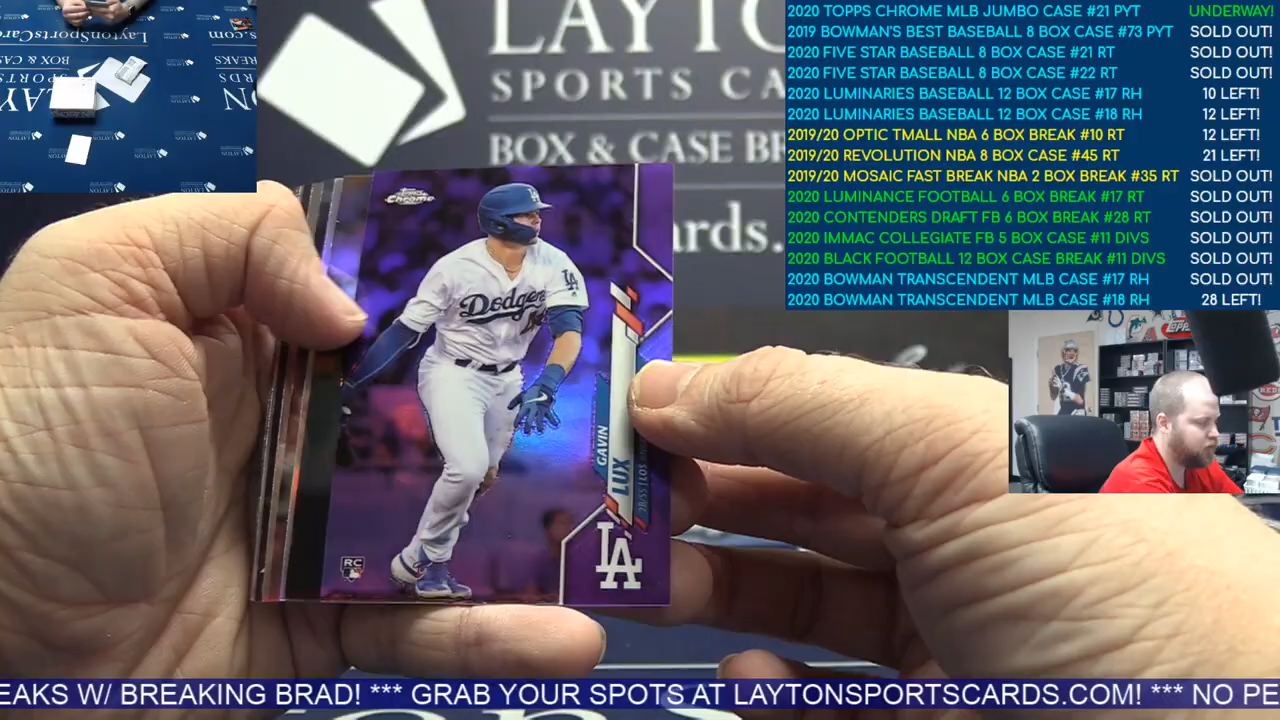 LAYTO
SPORTS CA
BOX & CASE BR
rds.
LaytonSportsCard
BOX & CA
2020 TOPPS CHROME MLB JUMBO CASE #21 PYT UNDERWAY!
2019 BOWMAN'S BEST BASEBALL 8 BOX CASE #73 PYT SOLD OUT!
2020 FIVE STAR BASEBALL 8 BOX CASE #21 RT SOLD OUT!
2020 FIVE STAR BASEBALL 8 BOX CASE #22 RT SOLD OUT!
2020 LUMINARIES BASEBALL 12 BOX CASE #17 RH 10 LEFT!
2020 LUMINARIES BASEBALL 12 BOX CASE #18 RH 12 LEFT!
2019/20 OPTIC TMALL NBA 6 BOX BREAK #10 RT 12 LEFT!
2019/20 REVOLUTION NBA 8 BOX CASE #45 RT 21 LEFT!
2019/20 MOSAIC FAST BREAK NBA 2 BOX BREAK #35 RT SOLD OUT!
2020 LUMINANCE FOOTBALL 6 BOX BREAK #17 RT SOLD OUT!
2020 CONTENDERS DRAFT FB 6 BOX BREAK #28 RT SOLD OUT!
2020 IMMAC COLLEGIATE FB 5 BOX CASE #11 DIVS SOLD OUT!
2020 BLACK FOOTBALL 12 BOX CASE BREAK #11 DIVS SOLD OUT!
2020 BOWMAN TRANSCENDENT MLB CASE #17 RH SOLD OUT!
2020 BOWMAN TRANSCENDENT MLB CASE #18 RH 28 LEFT!
Chrome
LA
Dodgers
LA
GAVIN
LUX
2B/SS | LOS
RC
LA
EAKS W/ BREAKING BRAD! *** GRAB YOUR SPOTS AT LAYTONSPORTSCARDS.COM! *** NO PE